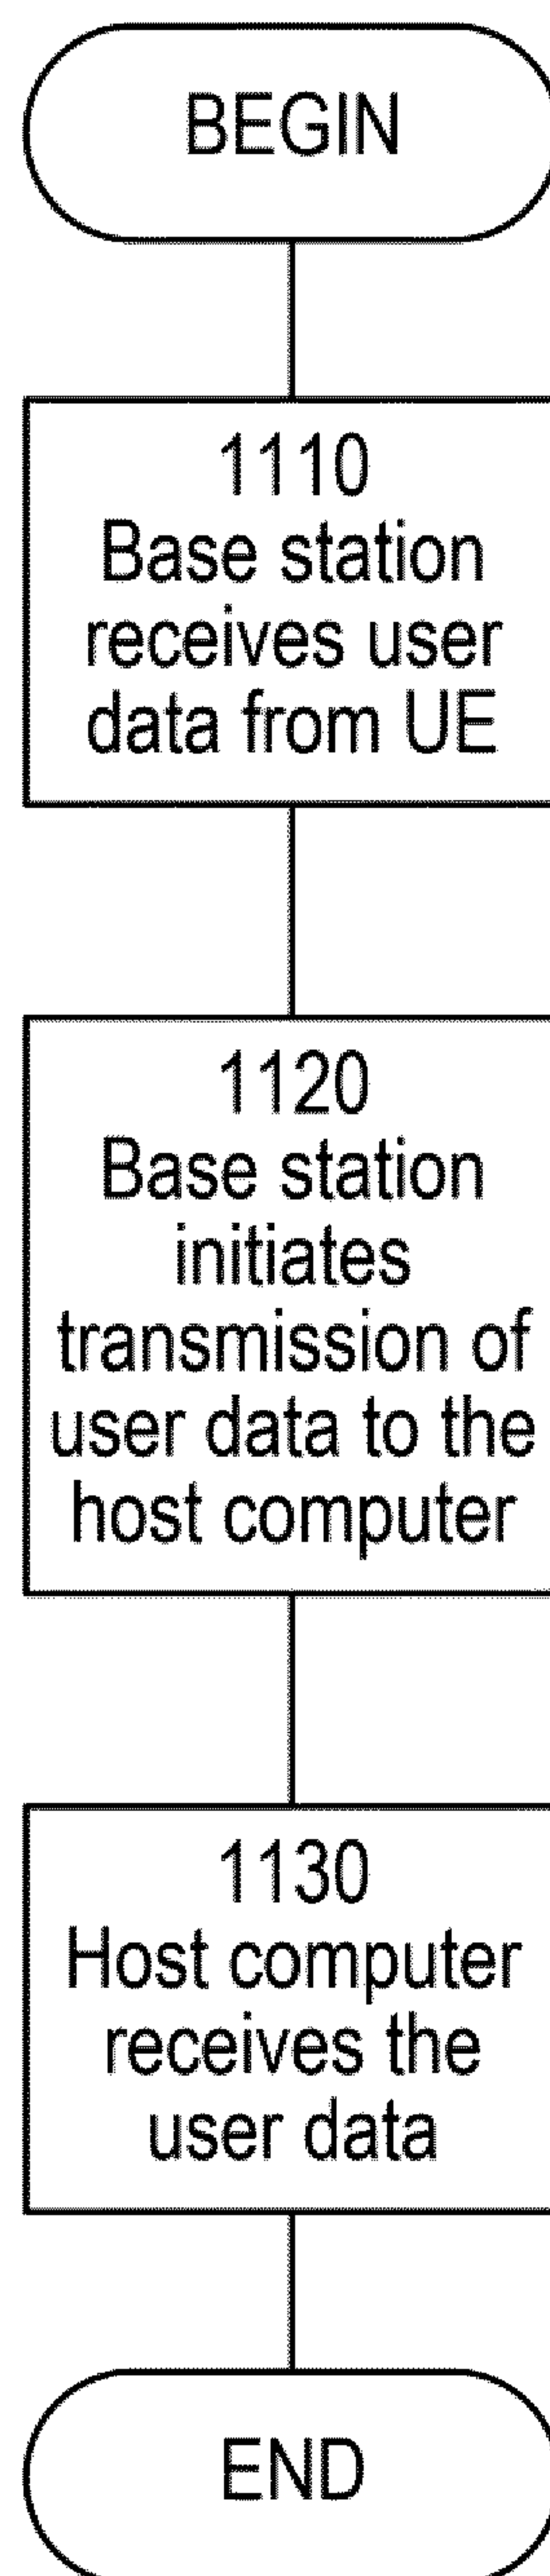 BEGIN
1110
Base station
receives user
data from UE
1120
Base station
initiates
transmission of
user data to the
host computer
1130
Host computer
receives the
user data
END